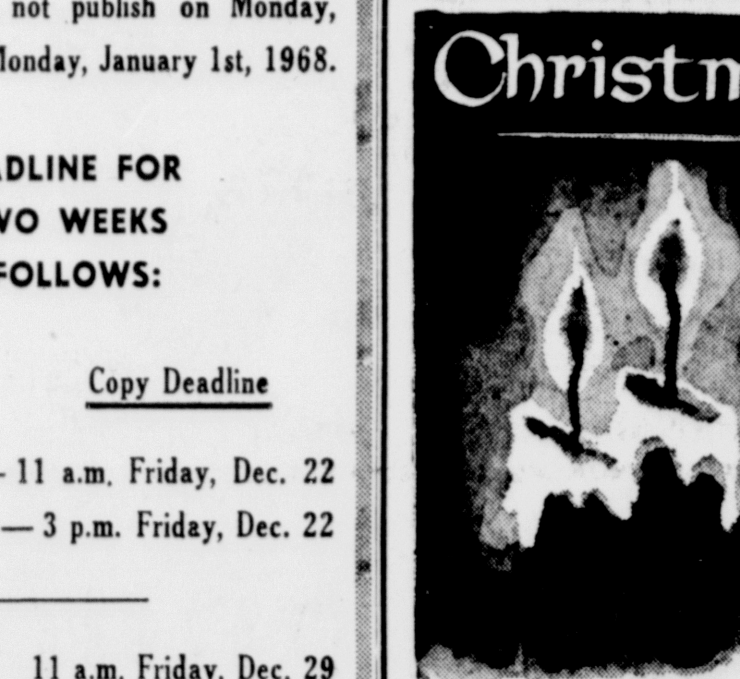 not publish on Monday,
Monday, January 1st, 1968.
DLINE FOR
WO WEEKS
FOLLOWS:
Copy Deadline
- 11 a.m. Friday, Dec. 22
— 3 p.m. Friday, Dec. 22
11 a.m. Friday, Dec. 29
Christm